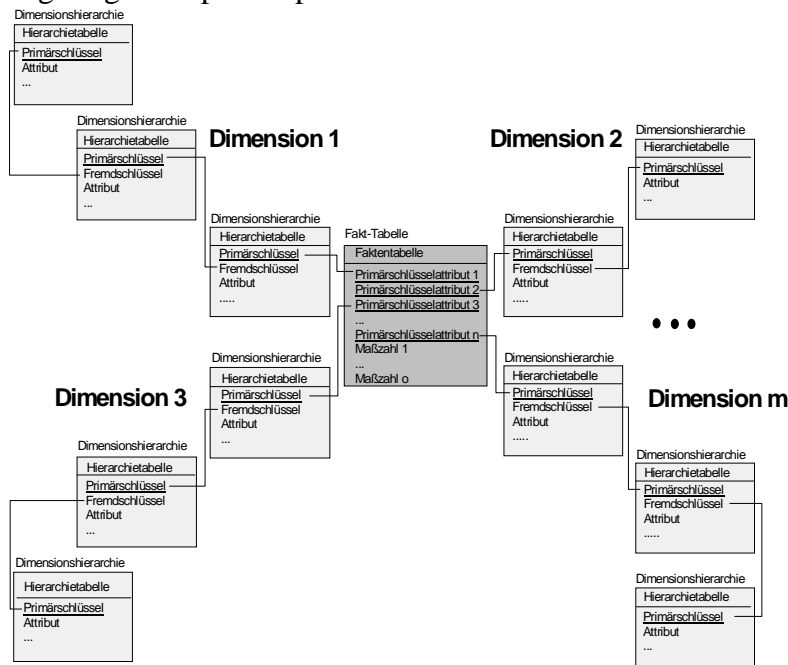 Dimensionshierarchie
Hierarchietabelle
Primärschlüssel
Attribut
...
Dimensionshierarchie
Hierarchietabelle
Primärschlüssel
Fremdschlüssel
Attribut
...
Dimension 1
Dimensionshierarchie
Hierarchietabelle
Primärschlüssel
Fremdschlüssel
Attribut
.....
Fakt-Tabelle
Faktentabelle
Primärschlüsselattribut 1
Primärschlüsselattribut 2
Primärschlüsselattribut 3
...
Primärschlüsselattribut n
Maßzahl 1
...
Maßzahl o
Dimension 2
Dimensionshierarchie
Hierarchietabelle
Primärschlüssel
Attribut
...
Dimensionshierarchie
Hierarchietabelle
Primärschlüssel
Fremdschlüssel
Attribut
.....
• • •
Dimension 3
Dimensionshierarchie
Hierarchietabelle
Primärschlüssel
Fremdschlüssel
Attribut
...
Dimensionshierarchie
Hierarchietabelle
Primärschlüssel
Fremdschlüssel
Attribut
...
Dimensionshierarchie
Hierarchietabelle
Primärschlüssel
Attribut
...
Dimension m
Dimensionshierarchie
Hierarchietabelle
Primärschlüssel
Fremdschlüssel
Attribut
.....
Dimensionshierarchie
Hierarchietabelle
Primärschlüssel
Fremdschlüssel
Attribut
.....
Dimensionshierarchie
Hierarchietabelle
Primärschlüssel
Attribut
...